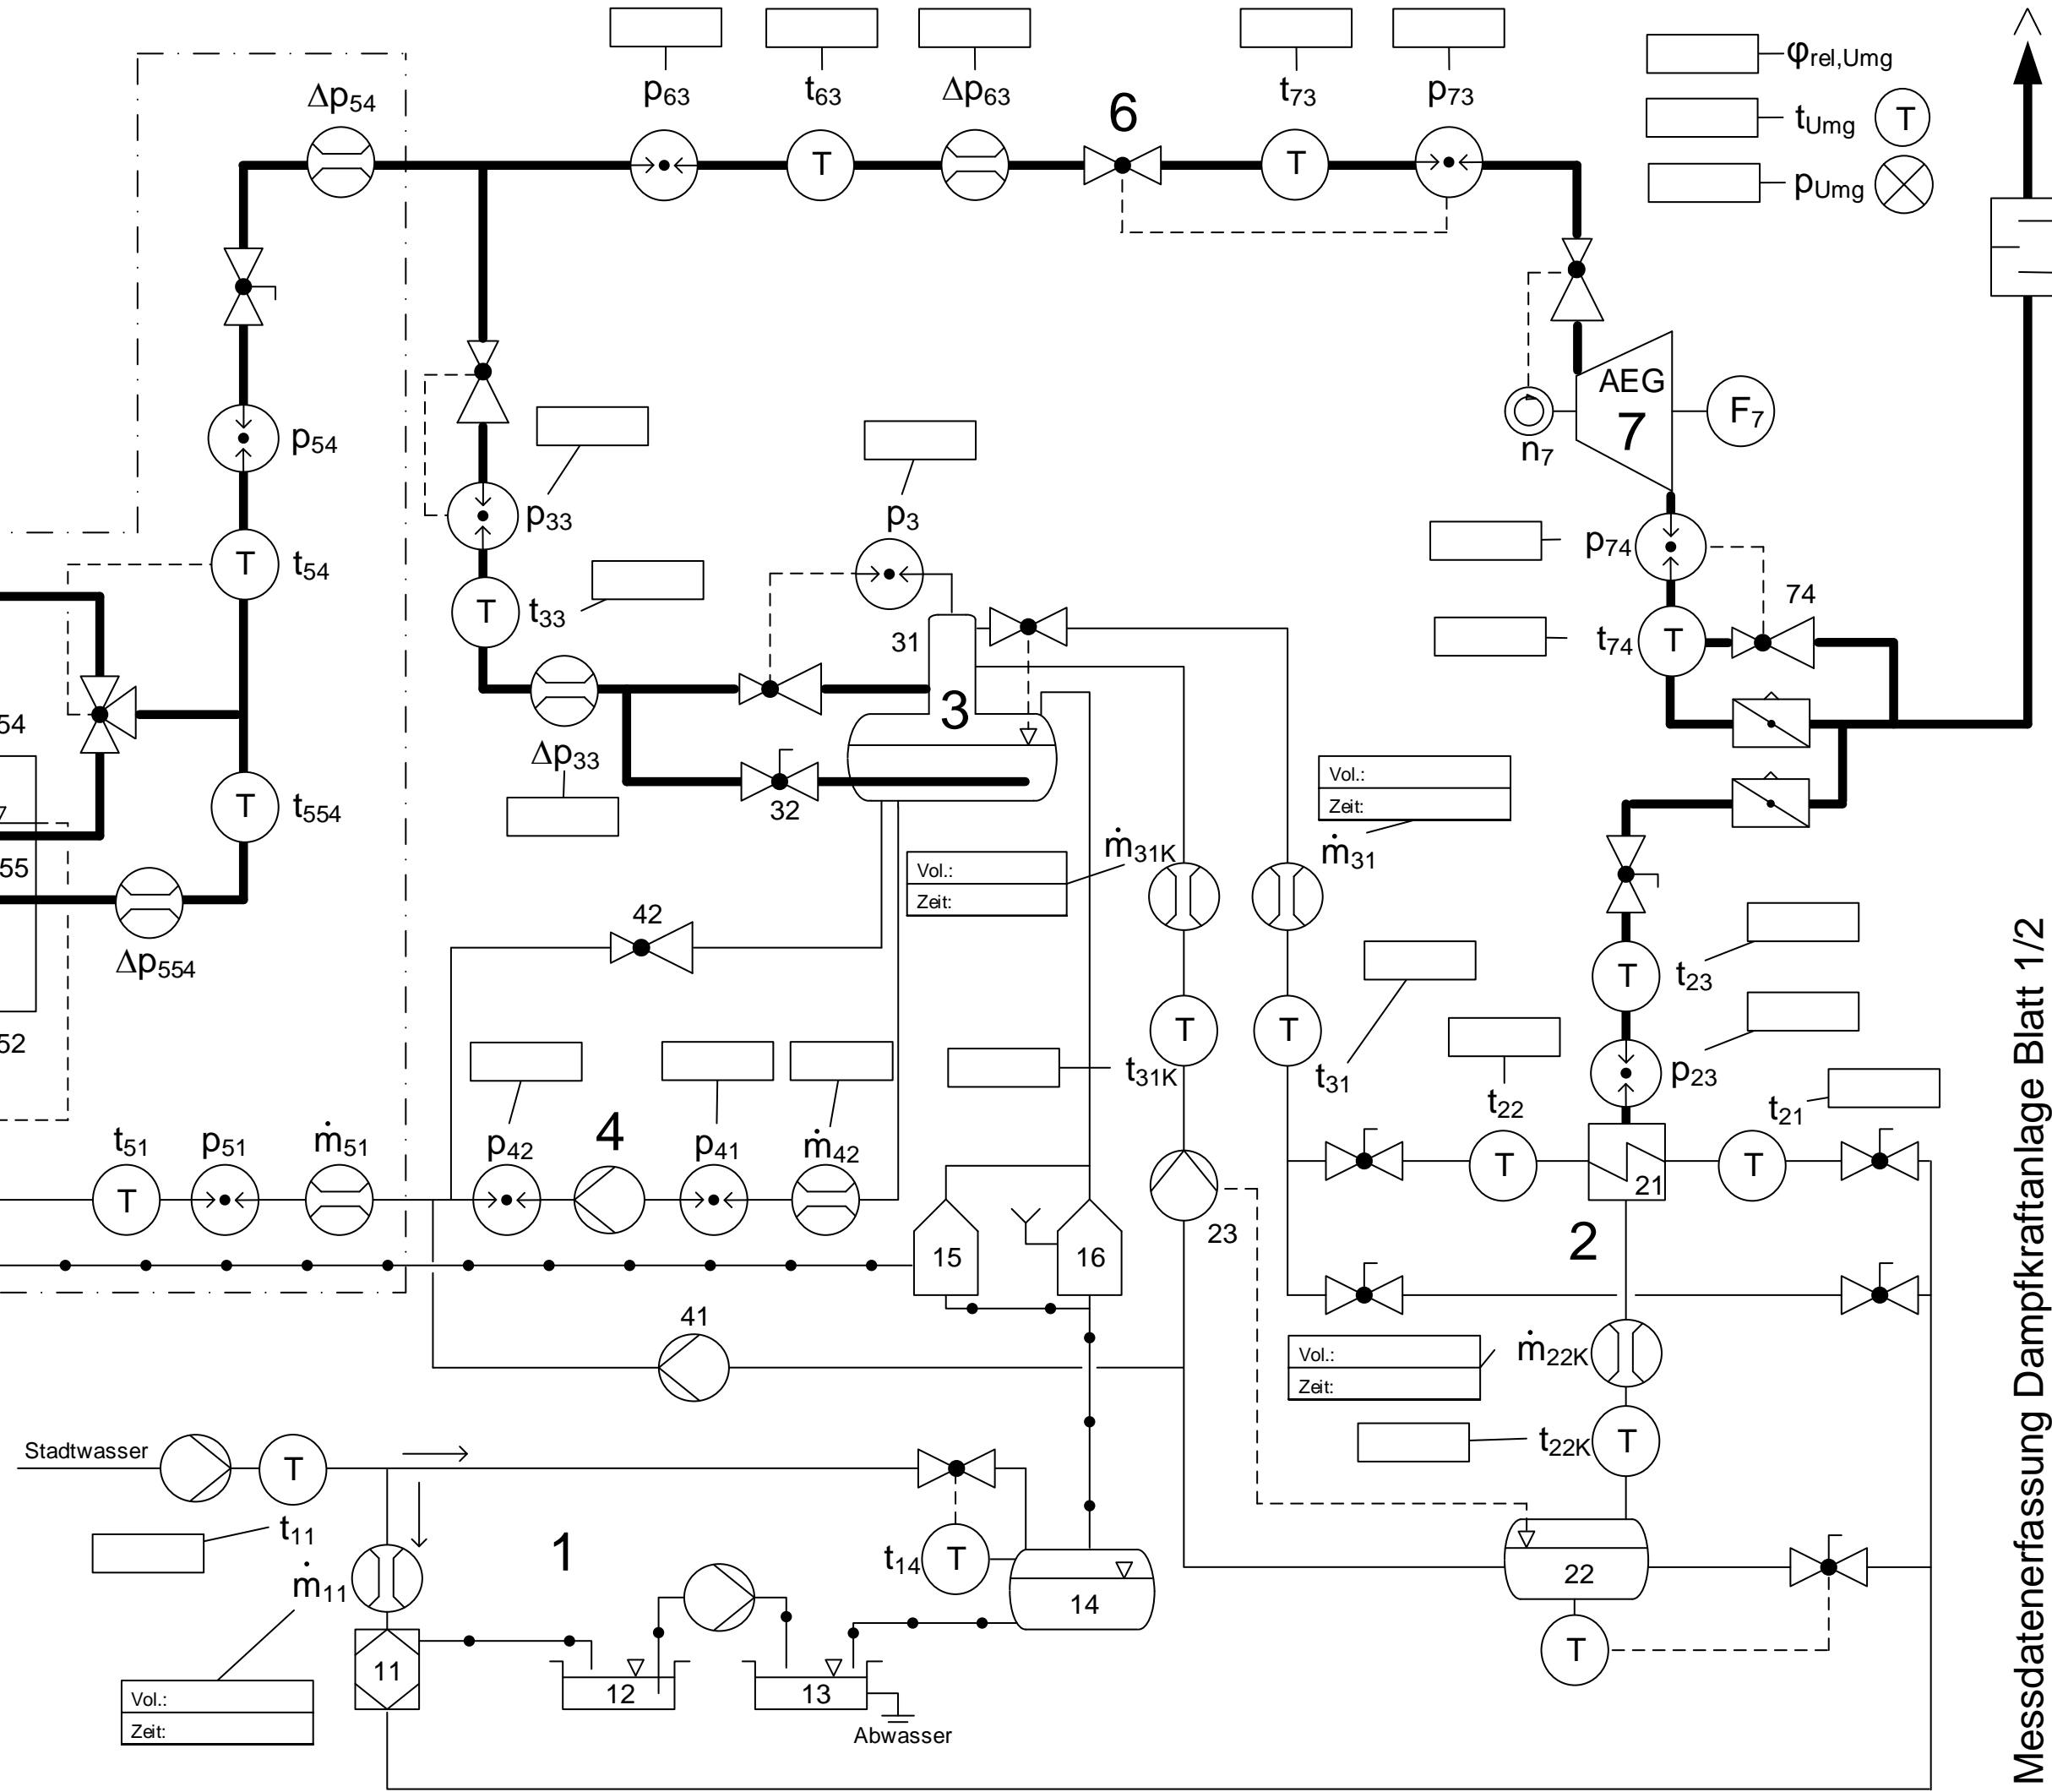 p63
t63
Δp63
t73
p73
φrel,Umg
tUmg
T
pUmg
Δp54
6
T
T
p54
T
t54
p33
T
t33
p3
31
3
AEG
7
F7
n7
p74
74
t74
T
54
T
t554
Δp33
32
Vol.:
Zeit:
ṁ31
ṁ31K
Vol.:
Zeit:
55
Δp554
42
T
t23
52
T
T
t31K
t31
t22
p23
t21
t51
p51
ṁ51
p42
4
p41
ṁ42
T
T
T
21
2
15
16
23
41
Vol.:
Zeit:
ṁ22K
t22K
T
Stadtwasser
T
t11
ṁ11
1
t14
T
14
22
T
11
12
13
Vol.:
Zeit:
Abwasser
Messdatenerfassung Dampfkraftanlage Blatt 1/2